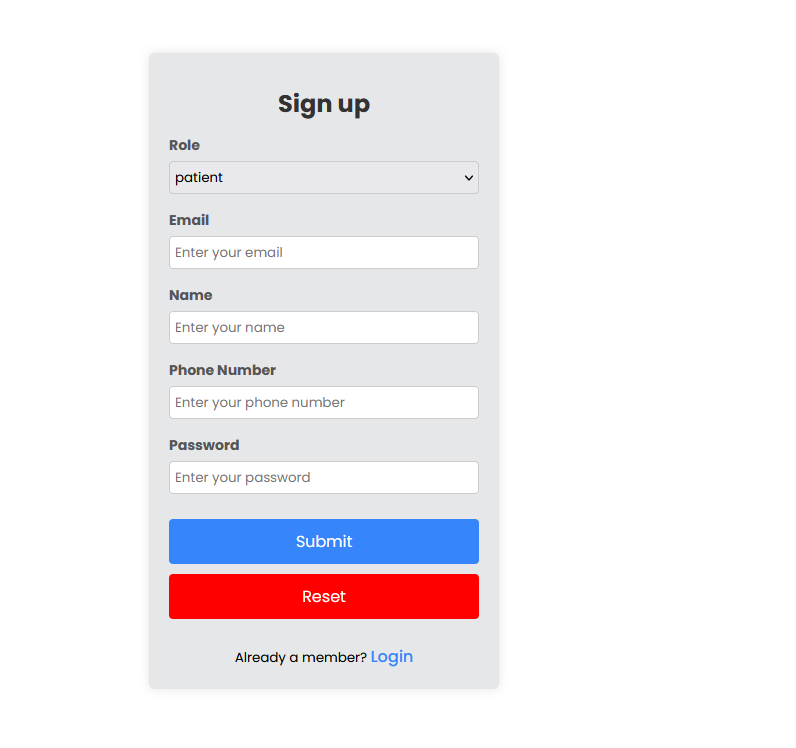 Sign up
Role
patient
Email
Enter your email
Name
Enter your name
Phone Number
Enter your phone number
Password
Enter your password
Submit
Reset
Already a member? Login